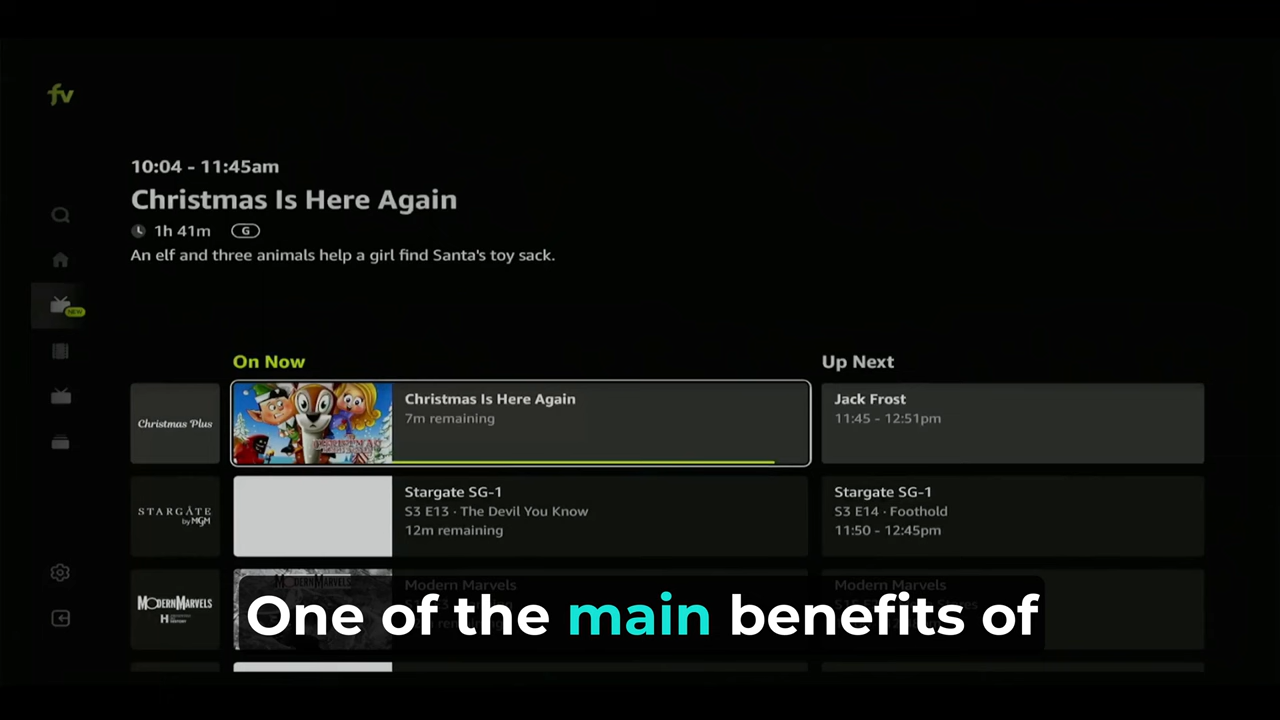 fv
10:04 - 11:45am
Christmas Is Here Again
1h 41m G
An elf and three animals help a girl find Santa's toy sack.
NEW
On Now
Up Next
Christmas Plus
CHRISTMAS
Christmas Is Here Again
7m remaining
Jack Frost
11:45 - 12:51pm
STARGATE
by MGM
Stargate SG-1
S3 E13 · The Devil You Know
12m remaining
Stargate SG-1
S3 E14 · Foothold
11:50 - 12:45pm
MODERN MARVELS
H
MODERN MARVELS
Modern Marvels
Modern Marvels
One of the main benefits of